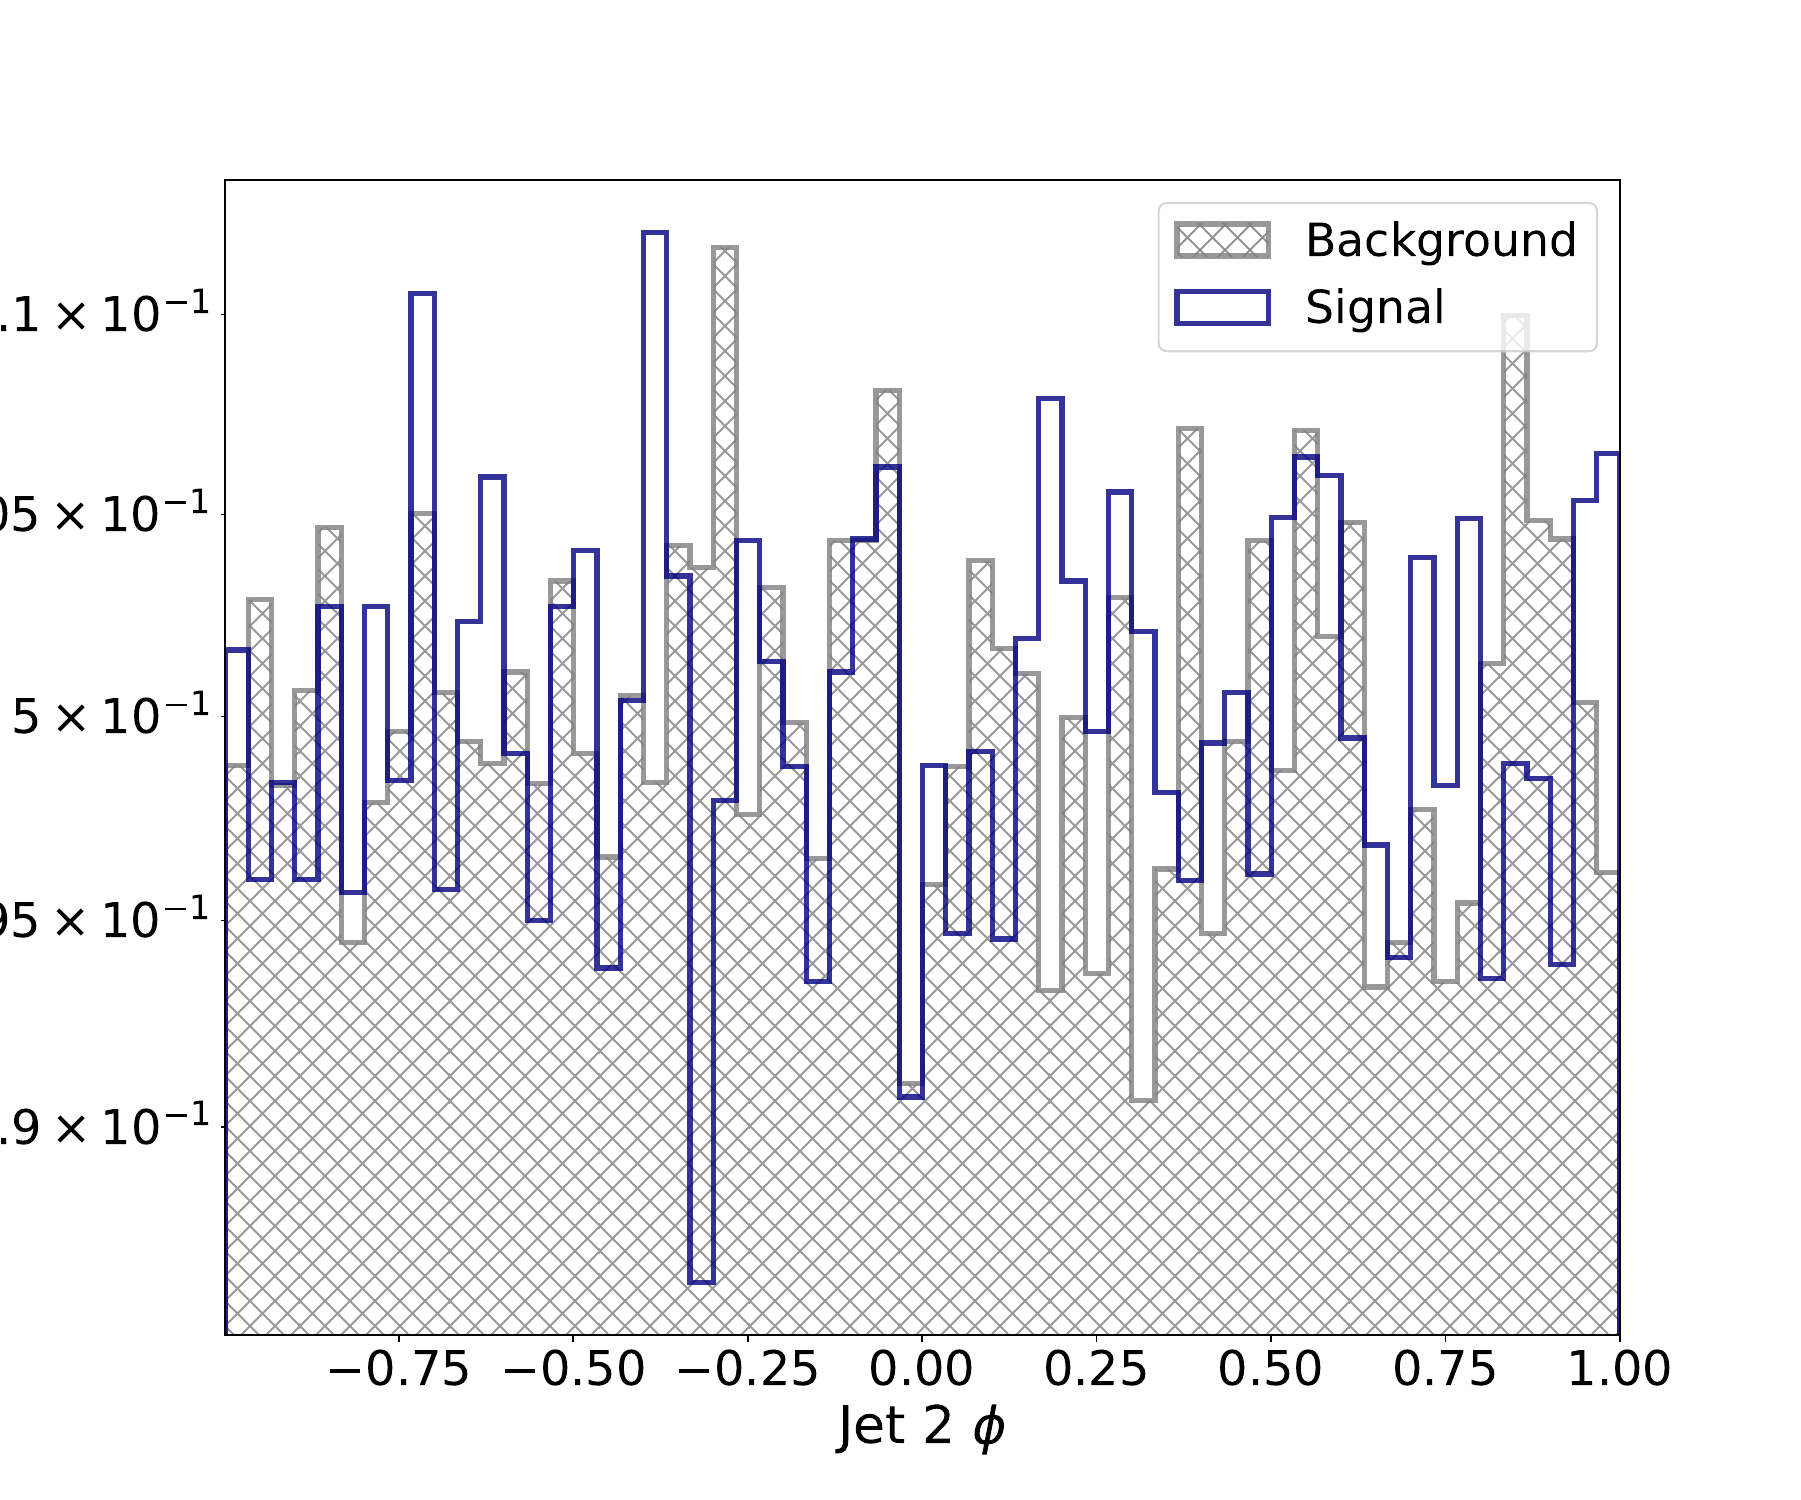 Background
Signal
.1 × 10⁻¹
05 × 10⁻¹
5 × 10⁻¹
95 × 10⁻¹
.9 × 10⁻¹
−0.75 −0.50 −0.25 0.00 0.25 0.50 0.75 1.00
Jet 2 ϕ